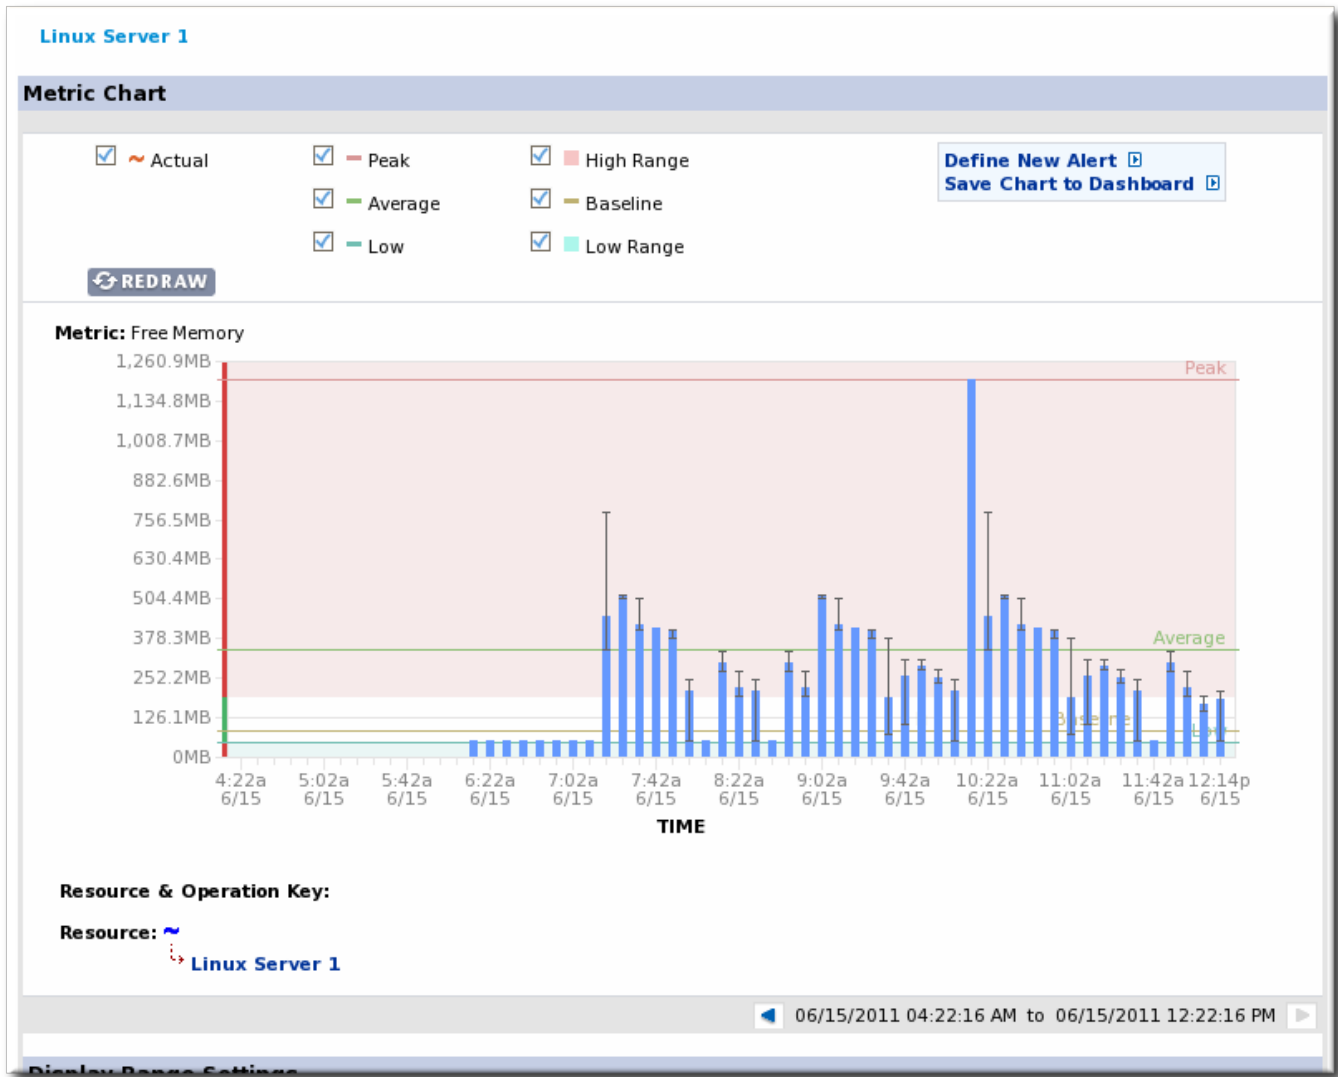 Linux Server 1
Metric Chart
~ Actual
Peak
High Range
Define New Alert
Save Chart to Dashboard
Average
Baseline
Low
Low Range
REDRAW
Metric: Free Memory
1,260.9MB
Peak
1,134.8MB
1,008.7MB
882.6MB
756.5MB
630.4MB
504.4MB
378.3MB
Average
252.2MB
126.1MB
Baseline
Low
0MB
4:22a 5:02a 5:42a 6:22a 7:02a 7:42a 8:22a 9:02a 9:42a 10:22a 11:02a 11:42a 12:14p
6/15 6/15 6/15 6/15 6/15 6/15 6/15 6/15 6/15 6/15 6/15 6/15 6/15
TIME
Resource & Operation Key:
Resource: ~
Linux Server 1
06/15/2011 04:22:16 AM to 06/15/2011 12:22:16 PM
Display Range Settings